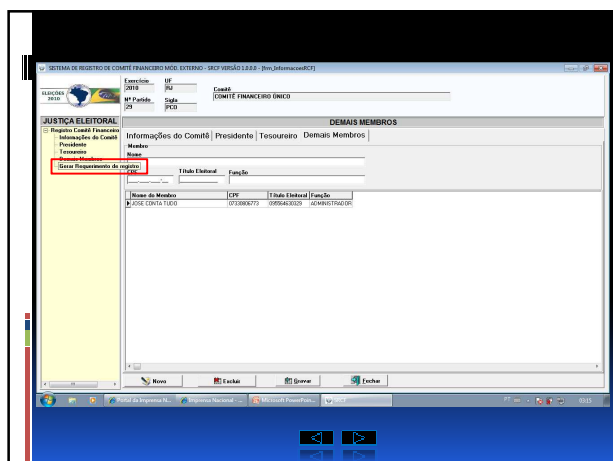 SISTEMA DE REGISTRO DE COMITÊ FINANCEIRO MÓD. EXTERNO - SRCF VERSÃO 1.0.0.0 - [frm_InformacoesRCF]
ELEIÇÕES
2010
Exercício UF
2010 RJ
Comitê
COMITÊ FINANCEIRO ÚNICO
Nº Partido Sigla
29 PCO
JUSTIÇA ELEITORAL
DEMAIS MEMBROS
Registro Comitê Financeiro
Informações do Comitê
Presidente
Tesoureiro
Demais Membros
Gerar Requerimento de registro
Informações do Comitê Presidente Tesoureiro Demais Membros
Membro
Nome
CPF Título Eleitoral Função
Nome do Membro CPF Título Eleitoral Função
JOSE CONTA TUDO 07330806773 ADMINISTRADOR
Novo Excluir Gravar Fechar
Portal da Imprensa N... Imprensa Nacional - ... Microsoft PowerPoin... SRCF
PT 03:15